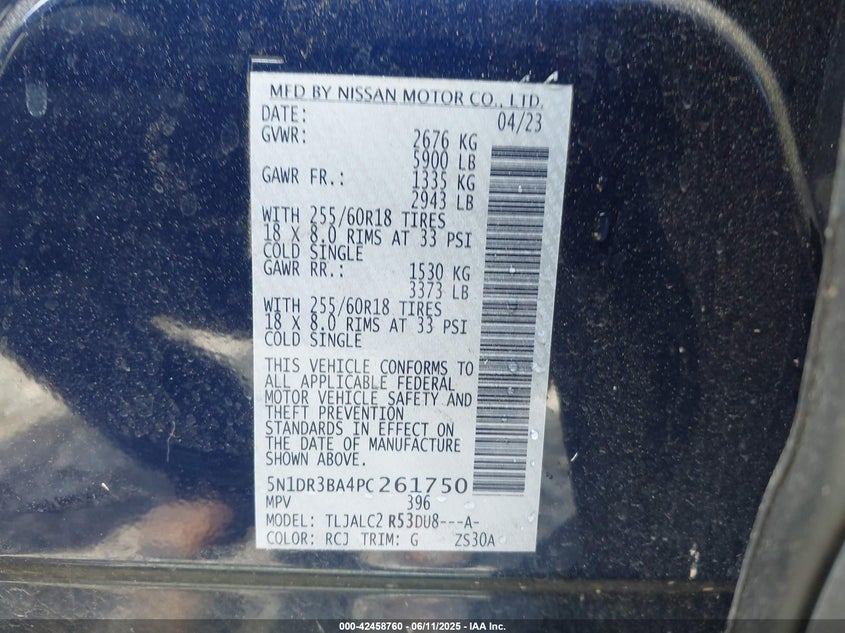 MFD BY NISSAN MOTOR CO., LTD.
DATE: 04/23
GVWR: 2676 KG
5900 LB
GAWR FR.: 1335 KG
2943 LB
WITH 255/60R18 TIRES
18 X 8.0 RIMS AT 33 PSI
COLD SINGLE
GAWR RR.: 1530 KG
3373 LB
WITH 255/60R18 TIRES
18 X 8.0 RIMS AT 33 PSI
COLD SINGLE
THIS VEHICLE CONFORMS TO
ALL APPLICABLE FEDERAL
MOTOR VEHICLE SAFETY AND
THEFT PREVENTION
STANDARDS IN EFFECT ON
THE DATE OF MANUFACTURE
SHOWN ABOVE.
5N1DR3BA4PC261750
MPV 396
MODEL: TLJALC2 R53DU8---A-
COLOR: RCJ TRIM: G ZS30A
000-42458760 - 06/11/2025 - IAA Inc.